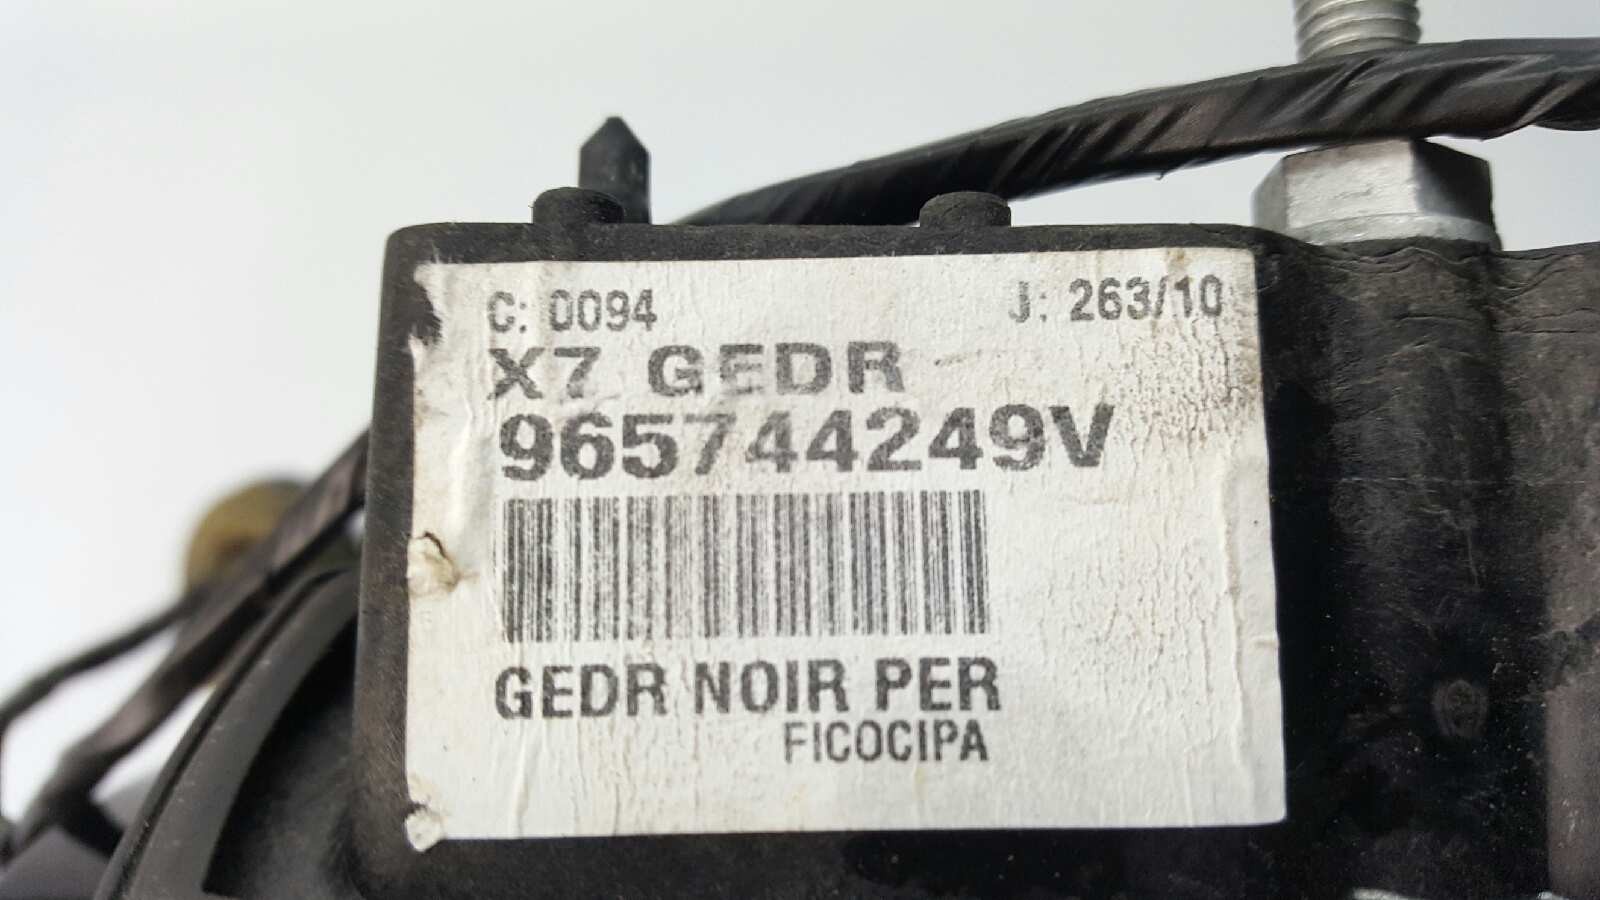 C: 0094 J: 263/10
X7 GEDR
965744249V
GEDR NOIR PER
FICOCIPA